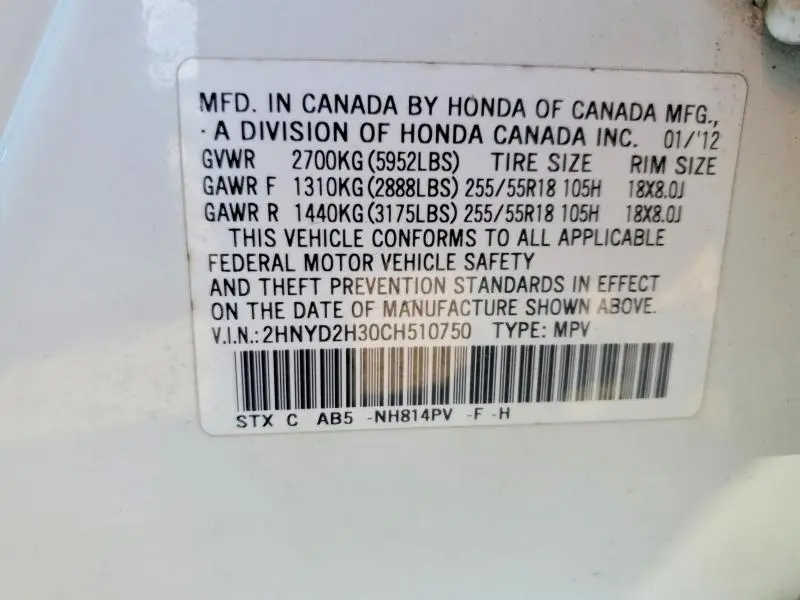 MFD. IN CANADA BY HONDA OF CANADA MFG.,
A DIVISION OF HONDA CANADA INC. 01/'12
GVWR 2700KG (5952LBS) TIRE SIZE RIM SIZE
GAWR F 1310KG (2888LBS) 255/55R18 105H 18X8.0J
GAWR R 1440KG (3175LBS) 255/55R18 105H 18X8.0J
THIS VEHICLE CONFORMS TO ALL APPLICABLE
FEDERAL MOTOR VEHICLE SAFETY
AND THEFT PREVENTION STANDARDS IN EFFECT
ON THE DATE OF MANUFACTURE SHOWN ABOVE.
V.I.N.: 2HNYD2H30CH510750 TYPE: MPV
STX C AB5 -NH814PV -F -H